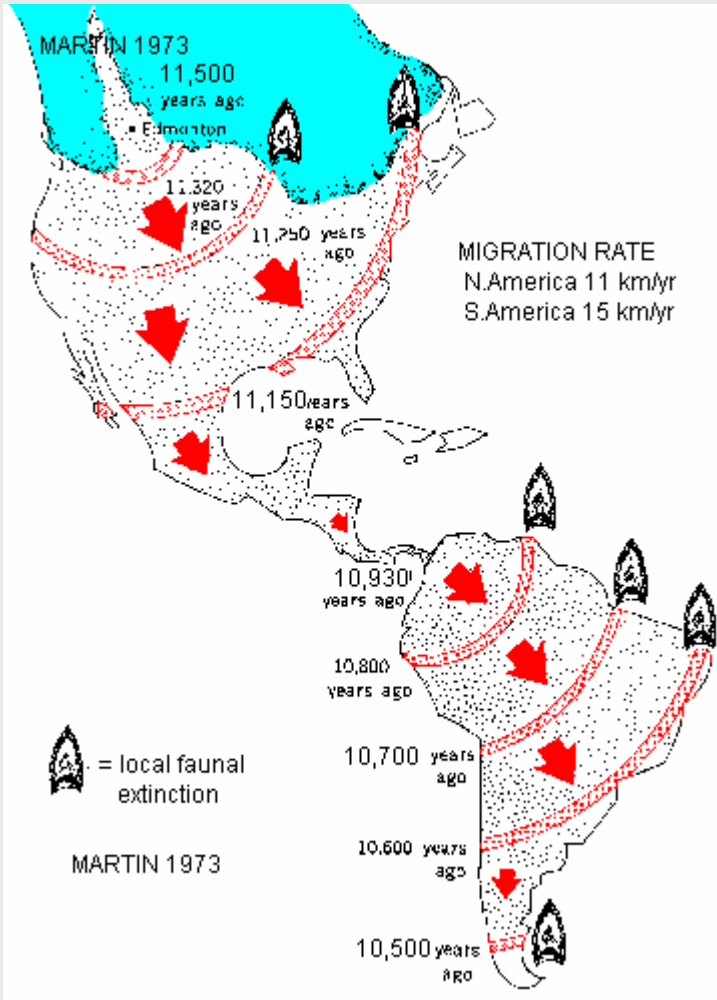 MARTIN 1973
11,500
years ago
Edmonton
11,320
years
ago
11,250 years
ago
MIGRATION RATE
N.America 11 km/yr
S.America 15 km/yr
11,150 years
ago
10,930
years ago
10,800
years ago
10,700 years
ago
= local faunal
extinction
10,600 years
ago
MARTIN 1973
10,500 years
ago